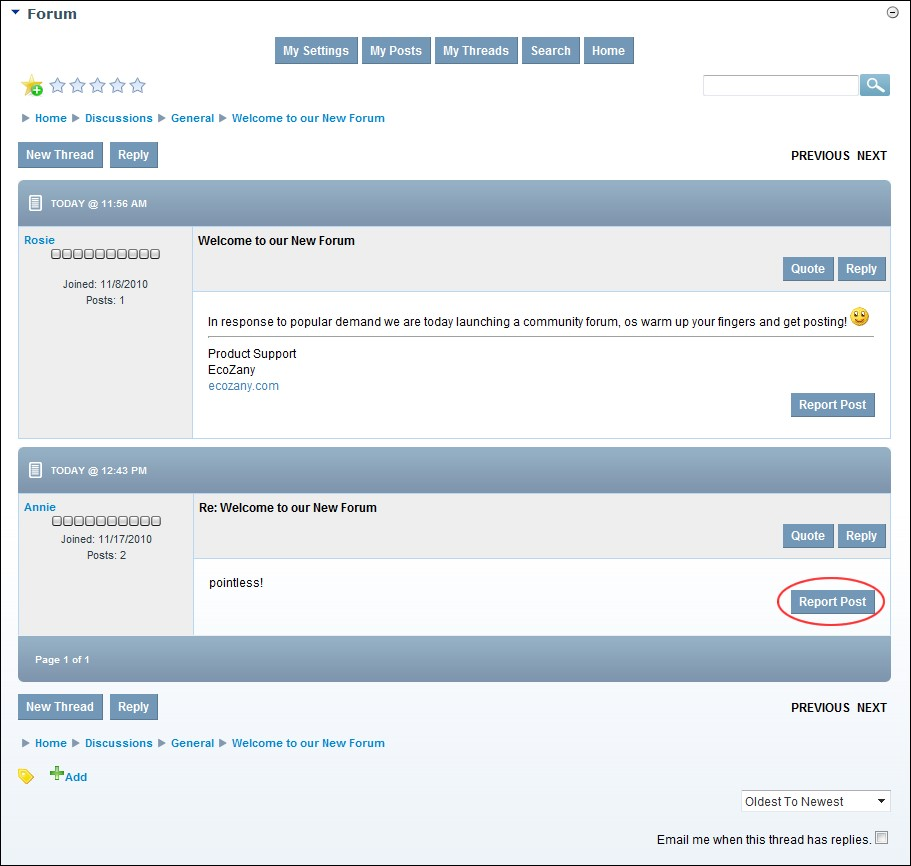 Forum
My Settings My Posts My Threads Search Home
Home Discussions General Welcome to our New Forum
New Thread Reply PREVIOUS NEXT
TODAY @ 11:56 AM
Rosie
Joined: 11/8/2010
Posts: 1
Welcome to our New Forum
Quote Reply
In response to popular demand we are today launching a community forum, os warm up your fingers and get posting!
Product Support
EcoZany
ecozany.com
Report Post
TODAY @ 12:43 PM
Annie
Joined: 11/17/2010
Posts: 2
Re: Welcome to our New Forum
Quote Reply
pointless!
Report Post
Page 1 of 1
New Thread Reply PREVIOUS NEXT
Home Discussions General Welcome to our New Forum
Add
Oldest To Newest
Email me when this thread has replies.